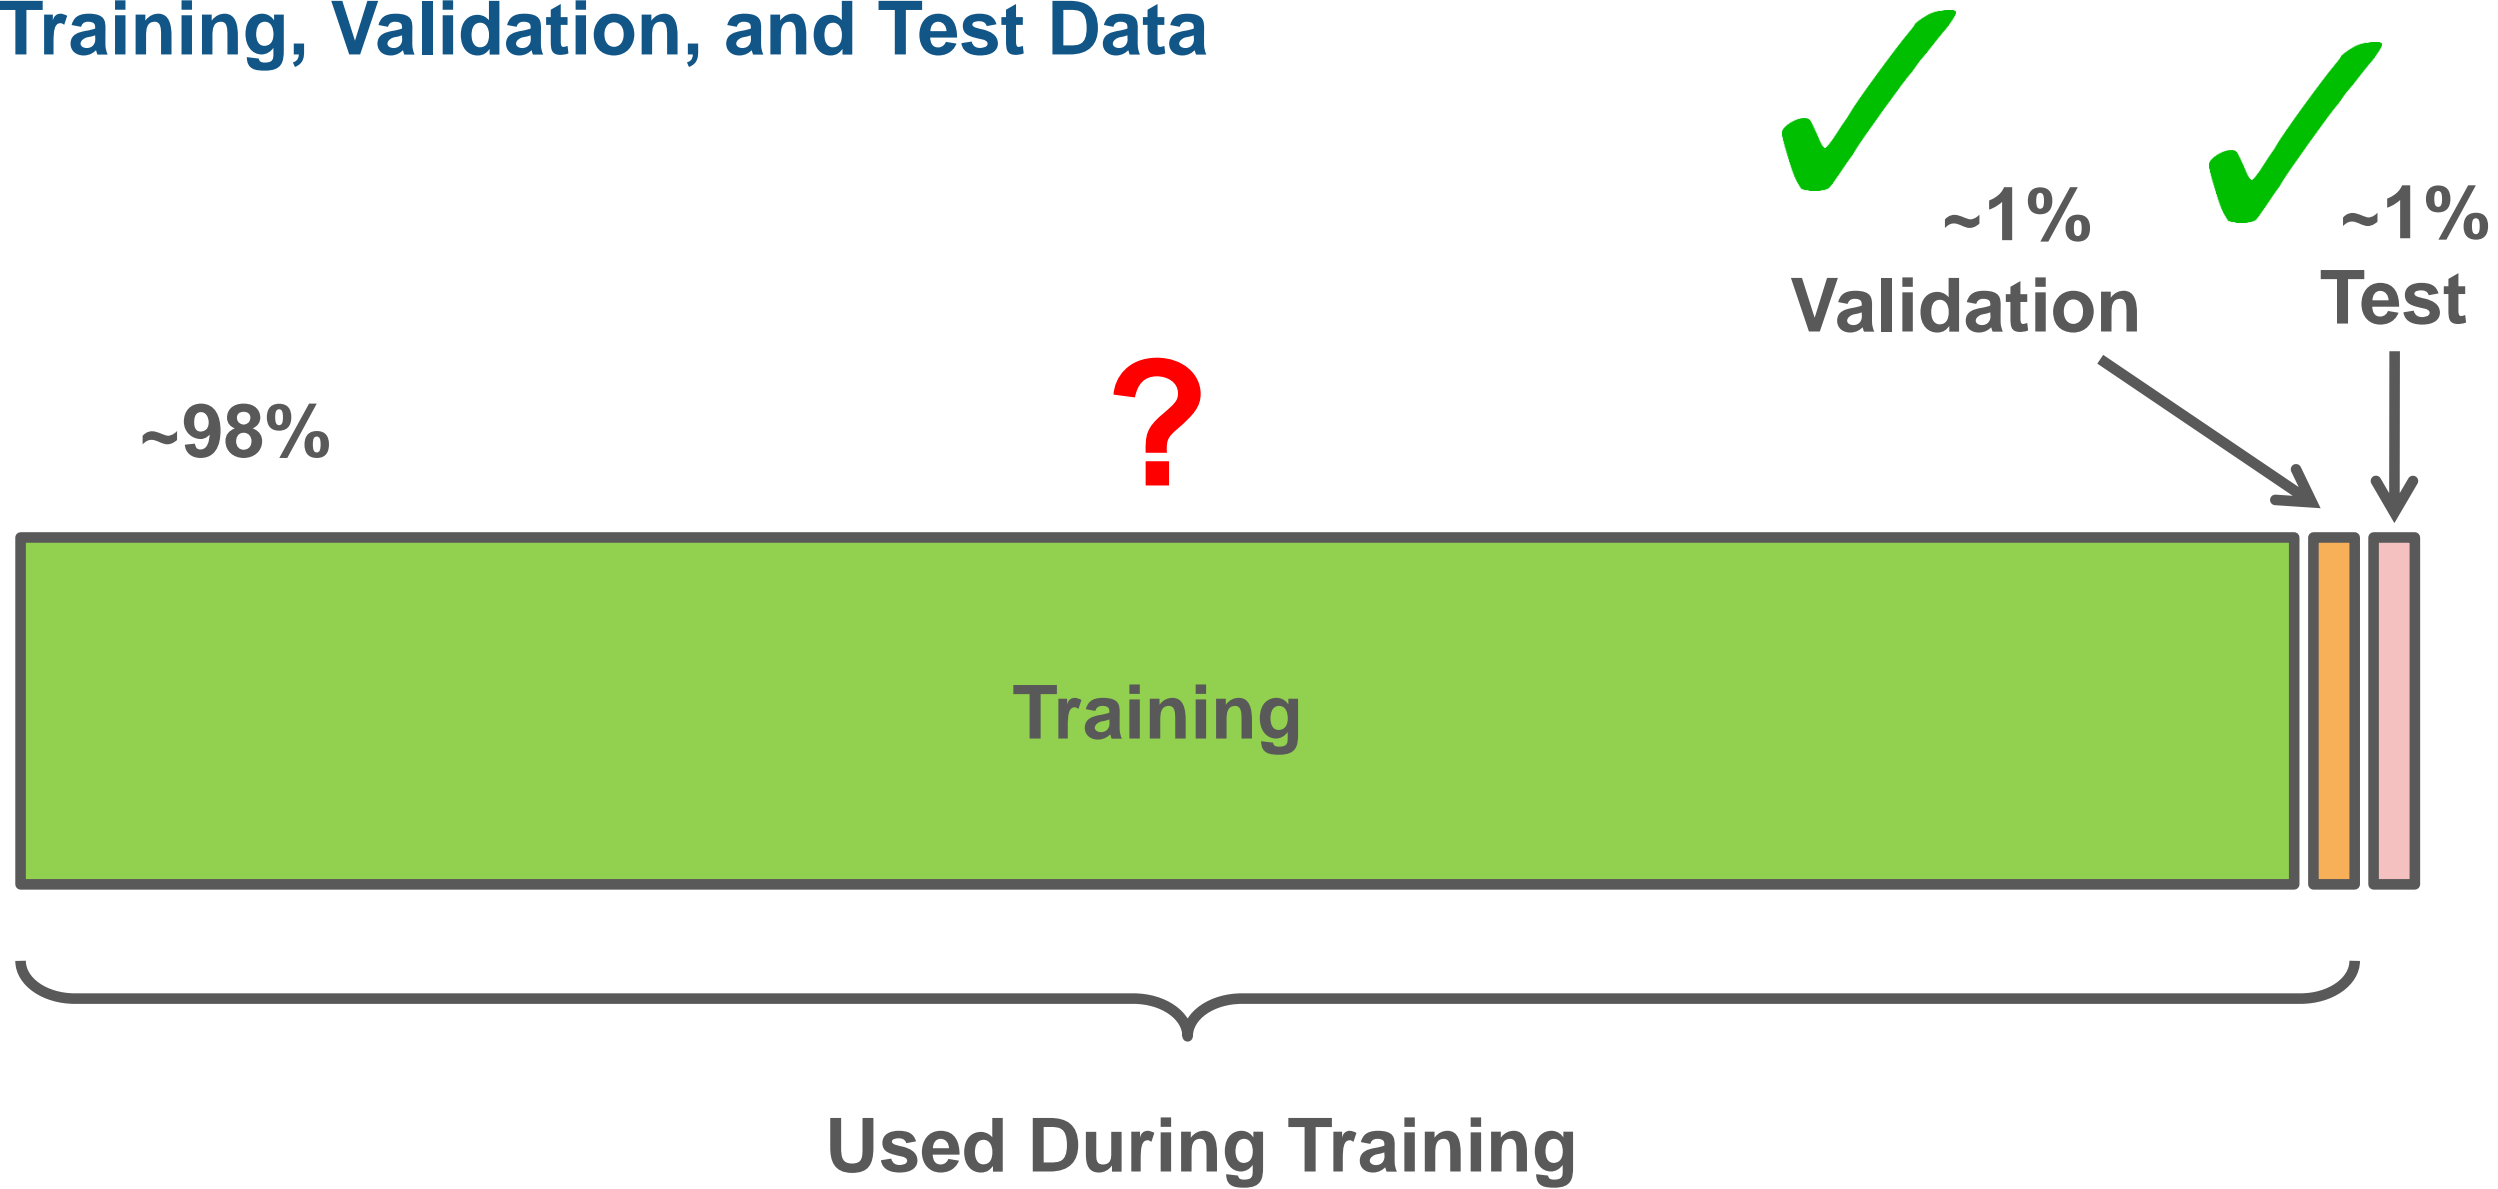 Training, Validation, and Test Data
~1%
~1%
Validation
Test
?
~98%
Training
Used During Training